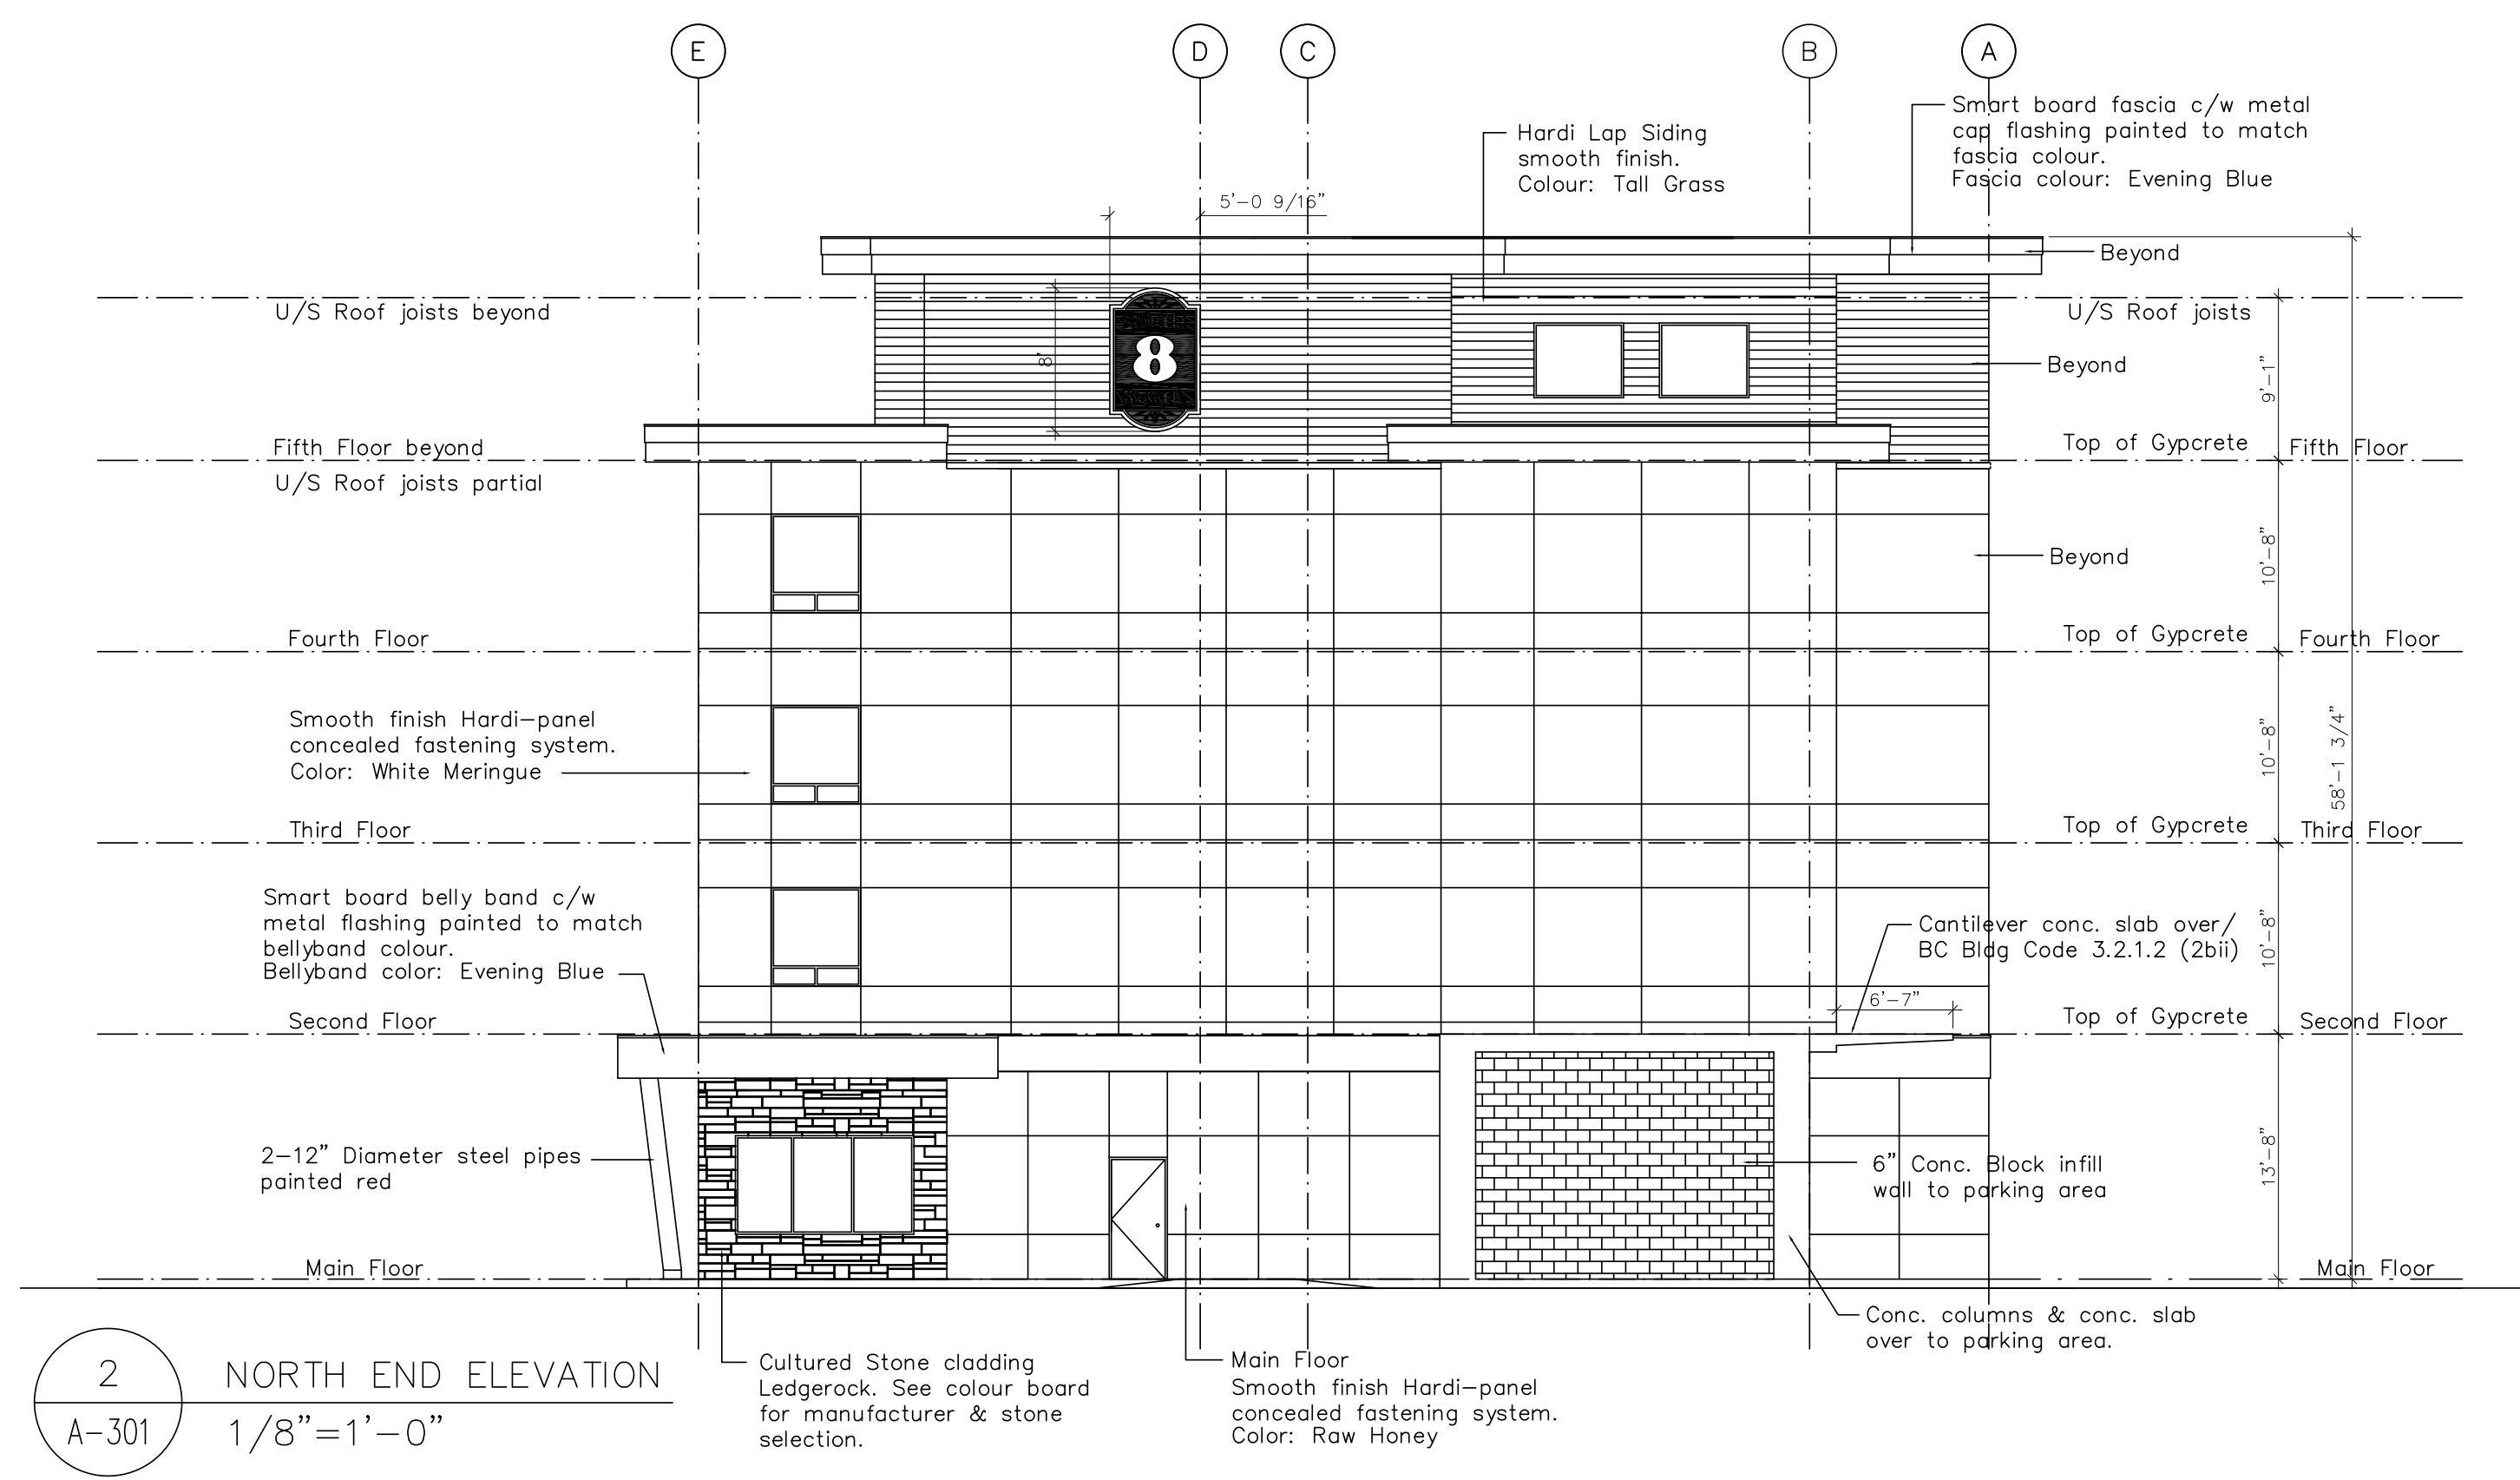 E
D
C
B
A
Smart board fascia c/w metal
cap flashing painted to match
fascia colour.
Fascia colour: Evening Blue
Hardi Lap Siding
smooth finish.
Colour: Tall Grass
5'-0 9/16"
Beyond
U/S Roof joists beyond
U/S Roof joists
8'
8
Beyond
9'-1"
Fifth Floor beyond
Top of Gypcrete
Fifth Floor
U/S Roof joists partial
Beyond
10'-8"
Fourth Floor
Top of Gypcrete
Fourth Floor
Smooth finish Hardi-panel
concealed fastening system.
Color: White Meringue
10'-8"
58'-1 3/4"
Third Floor
Top of Gypcrete
Third Floor
Smart board belly band c/w
metal flashing painted to match
bellyband colour.
Bellyband color: Evening Blue
Cantilever conc. slab over/
BC Bldg Code 3.2.1.2 (2bii)
10'-8"
6'-7"
Second Floor
Top of Gypcrete
Second Floor
2-12" Diameter steel pipes
painted red
6" Conc. Block infill
wall to parking area
13'-8"
Main Floor
Main Floor
Conc. columns & conc. slab
over to parking area.
Cultured Stone cladding
Ledgerock. See colour board
for manufacturer & stone
selection.
Main Floor
Smooth finish Hardi-panel
concealed fastening system.
Color: Raw Honey
2
A-301
NORTH END ELEVATION
1/8"=1'-0"